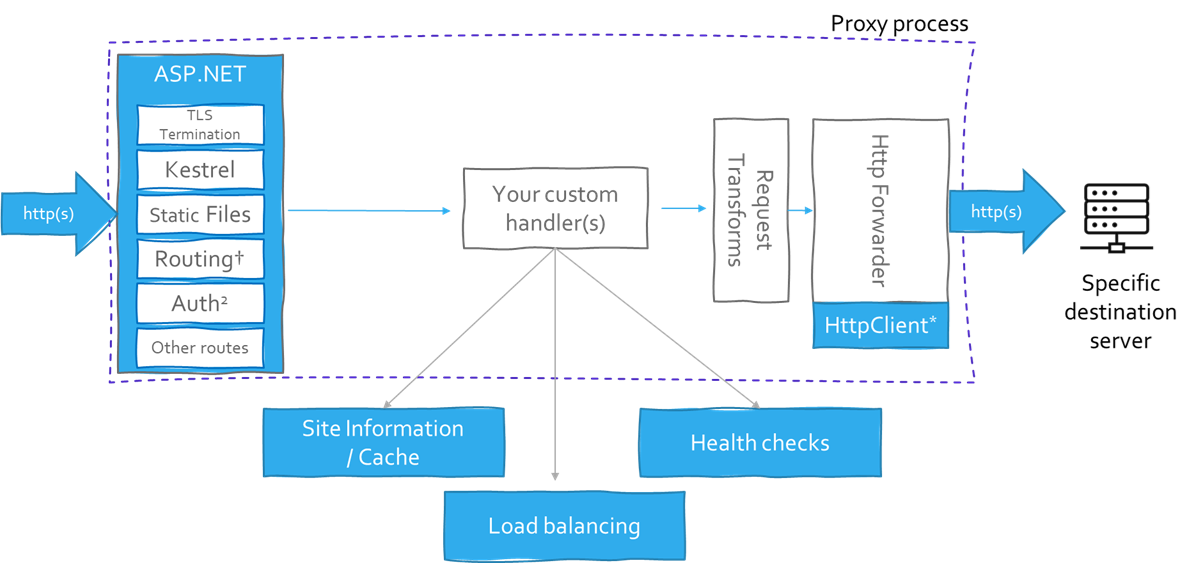 Proxy process
ASP.NET
TLS
Termination
Kestrel
Static Files
Routing†
Auth²
Other routes
http(s)
Your custom
handler(s)
Request
Transforms
Http Forwarder
HttpClient*
http(s)
Specific
destination
server
Site Information
/ Cache
Health checks
Load balancing